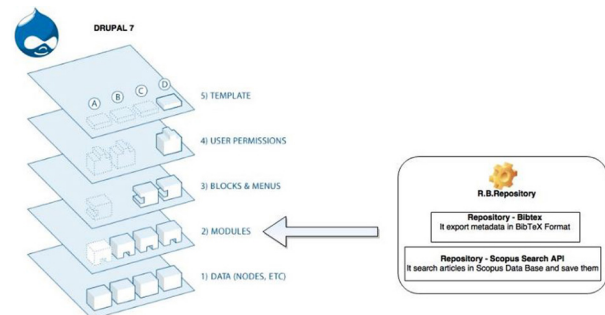 DRUPAL 7
A
B
C
D
5) TEMPLATE
4) USER PERMISSIONS
3) BLOCKS & MENUS
2) MODULES
1) DATA (NODES, ETC)
R.B.Repository
Repository - Bibtex
It export metadata in BibTeX Format
Repository - Scopus Search API
It search articles in Scopus Data Base and save them